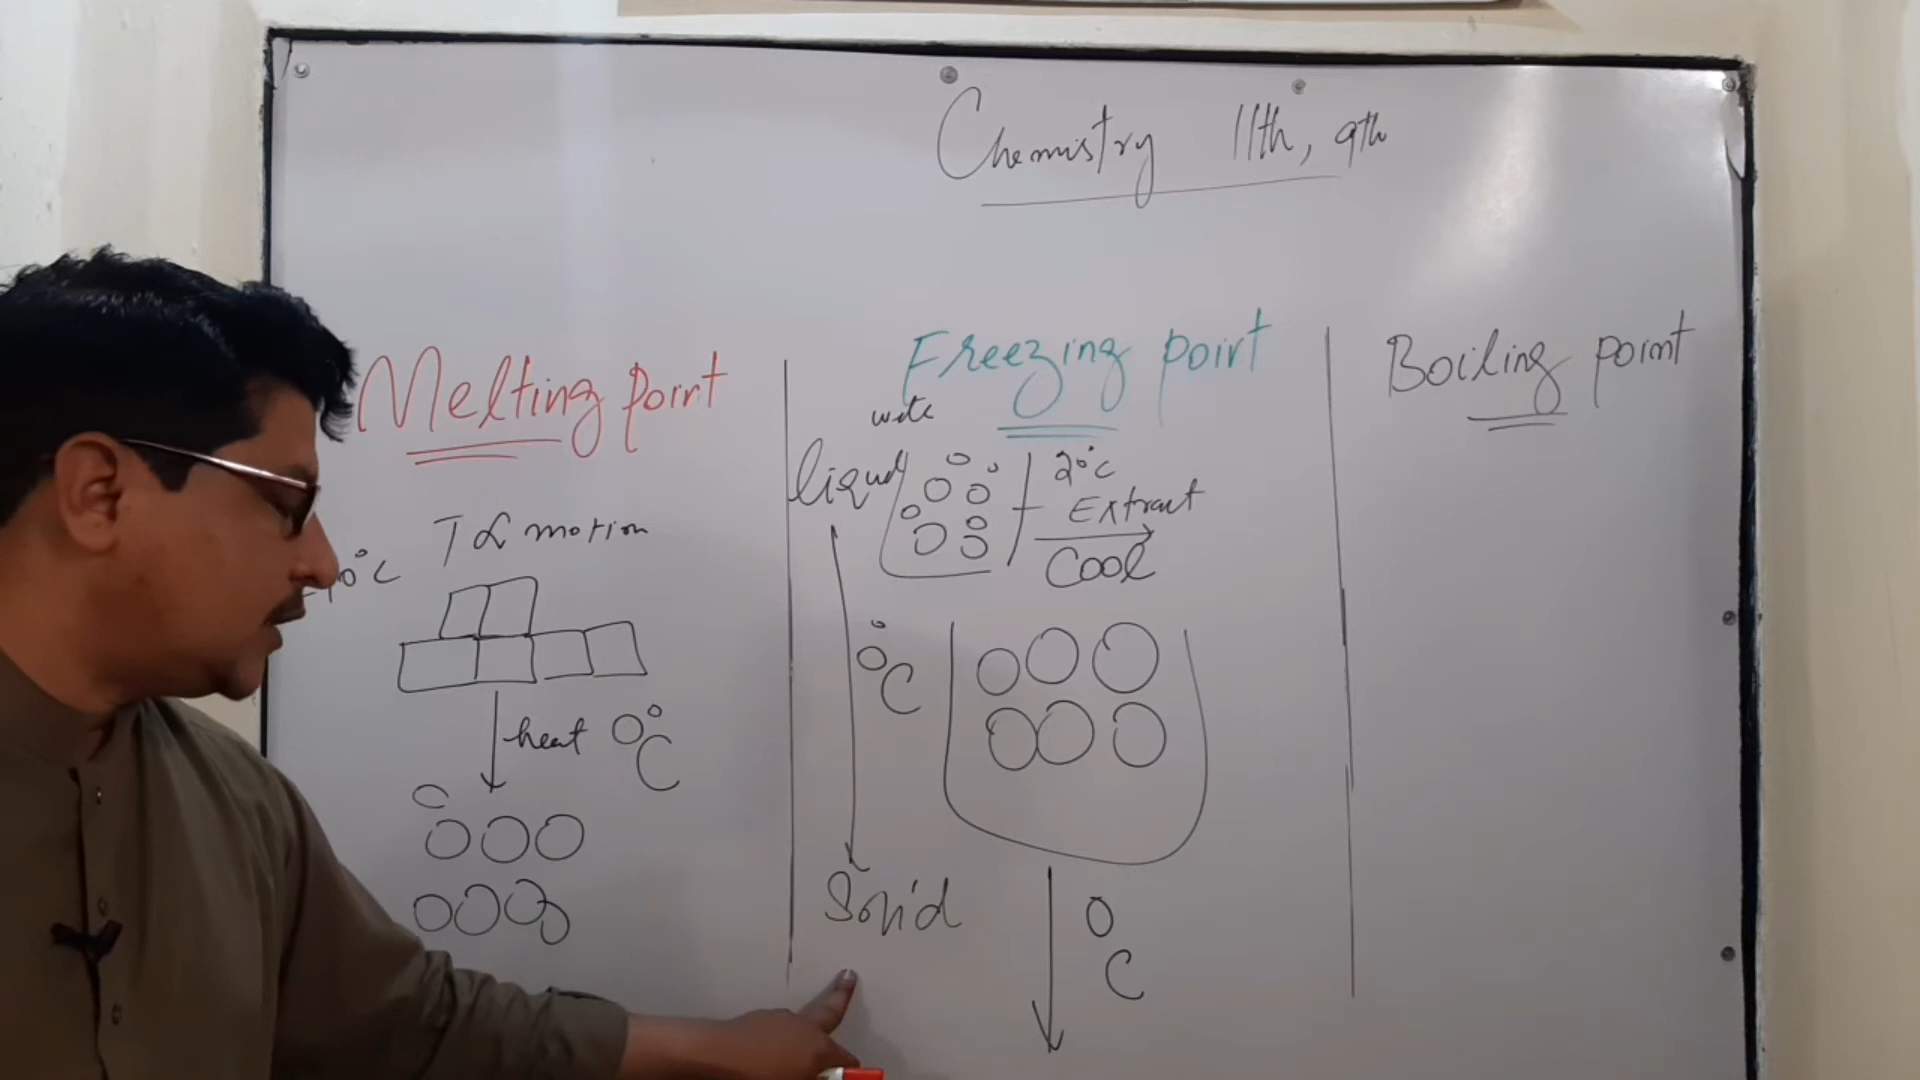 Chemistry 11th, 9th
Melting point
T ∝ motion
heat 0°C
Freezing point
liquid
20°C
Extract
Cool
0°C
Solid
0
C
Boiling point